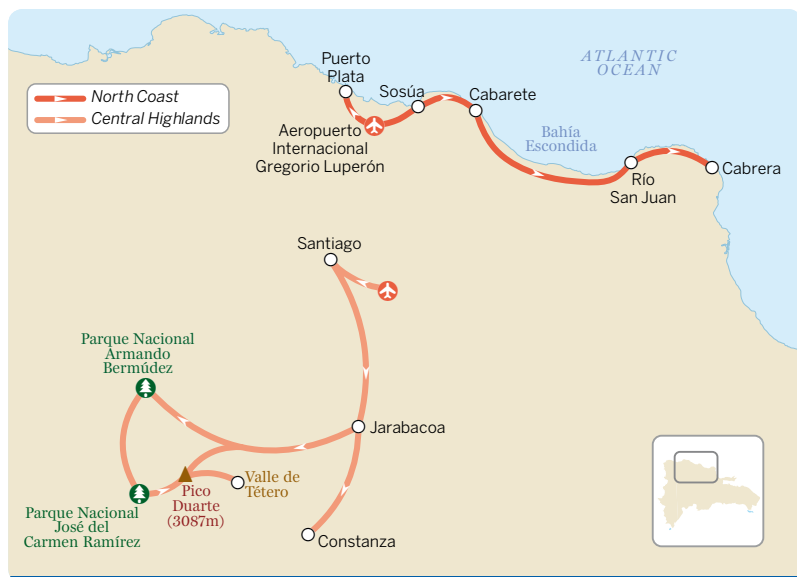 ATLANTIC
OCEAN
Puerto
Plata
Sosúa
Cabarete
North Coast
Central Highlands
Aeropuerto
Internacional
Gregorio Luperón
Bahía
Escondida
Cabrera
Río
San Juan
Santiago
Parque Nacional
Armando
Bermúdez
Jarabacoa
Valle de
Tétero
Pico
Duarte
(3087m)
Parque Nacional
José del
Carmen Ramírez
Constanza